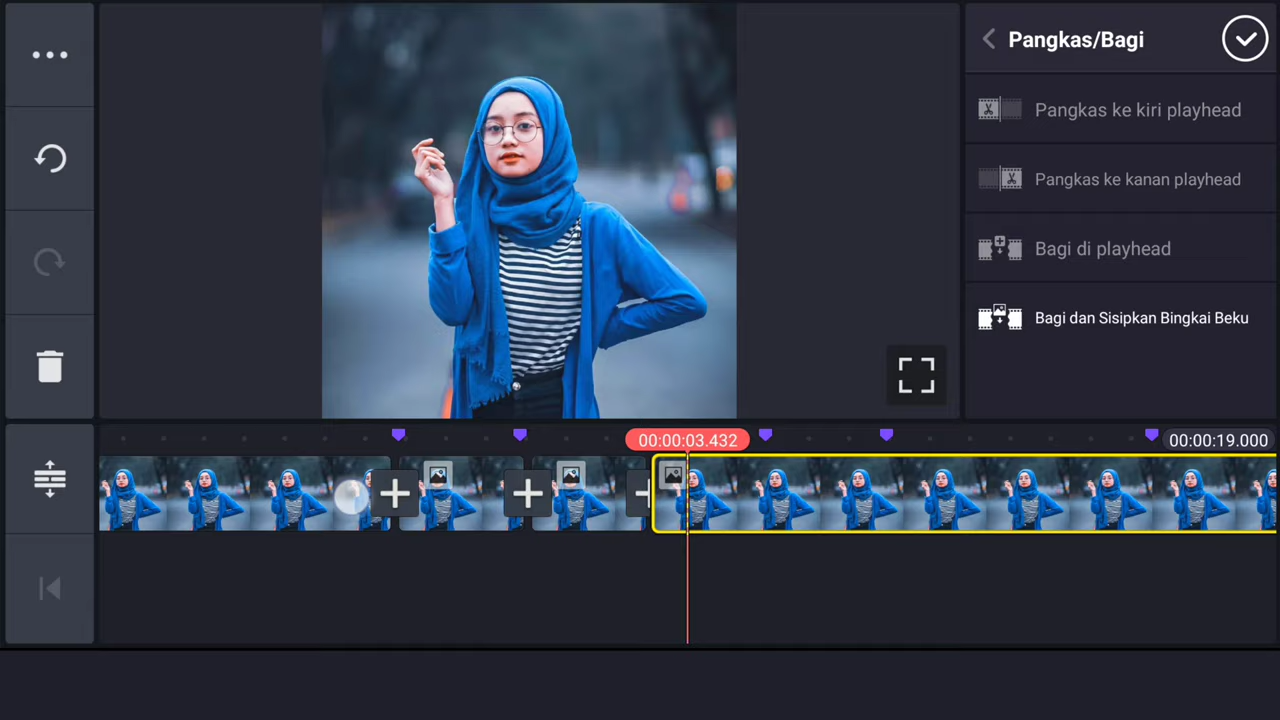 Pangkas/Bagi
Pangkas ke kiri playhead
Pangkas ke kanan playhead
Bagi di playhead
Bagi dan Sisipkan Bingkai Beku
00:00:03.432
00:00:19.000